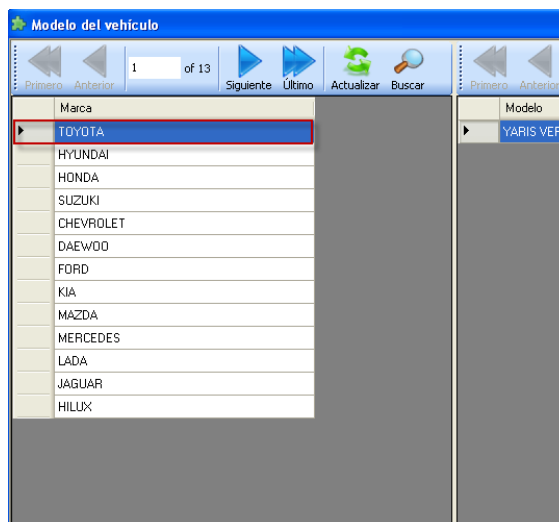 Modelo del vehículo
1 of 13
Primero Anterior Siguiente Último Actualizar Buscar Primero Anterior
Marca
TOYOTA
HYUNDAI
HONDA
SUZUKI
CHEVROLET
DAEWOO
FORD
KIA
MAZDA
MERCEDES
LADA
JAGUAR
HILUX
Modelo
YARIS VER